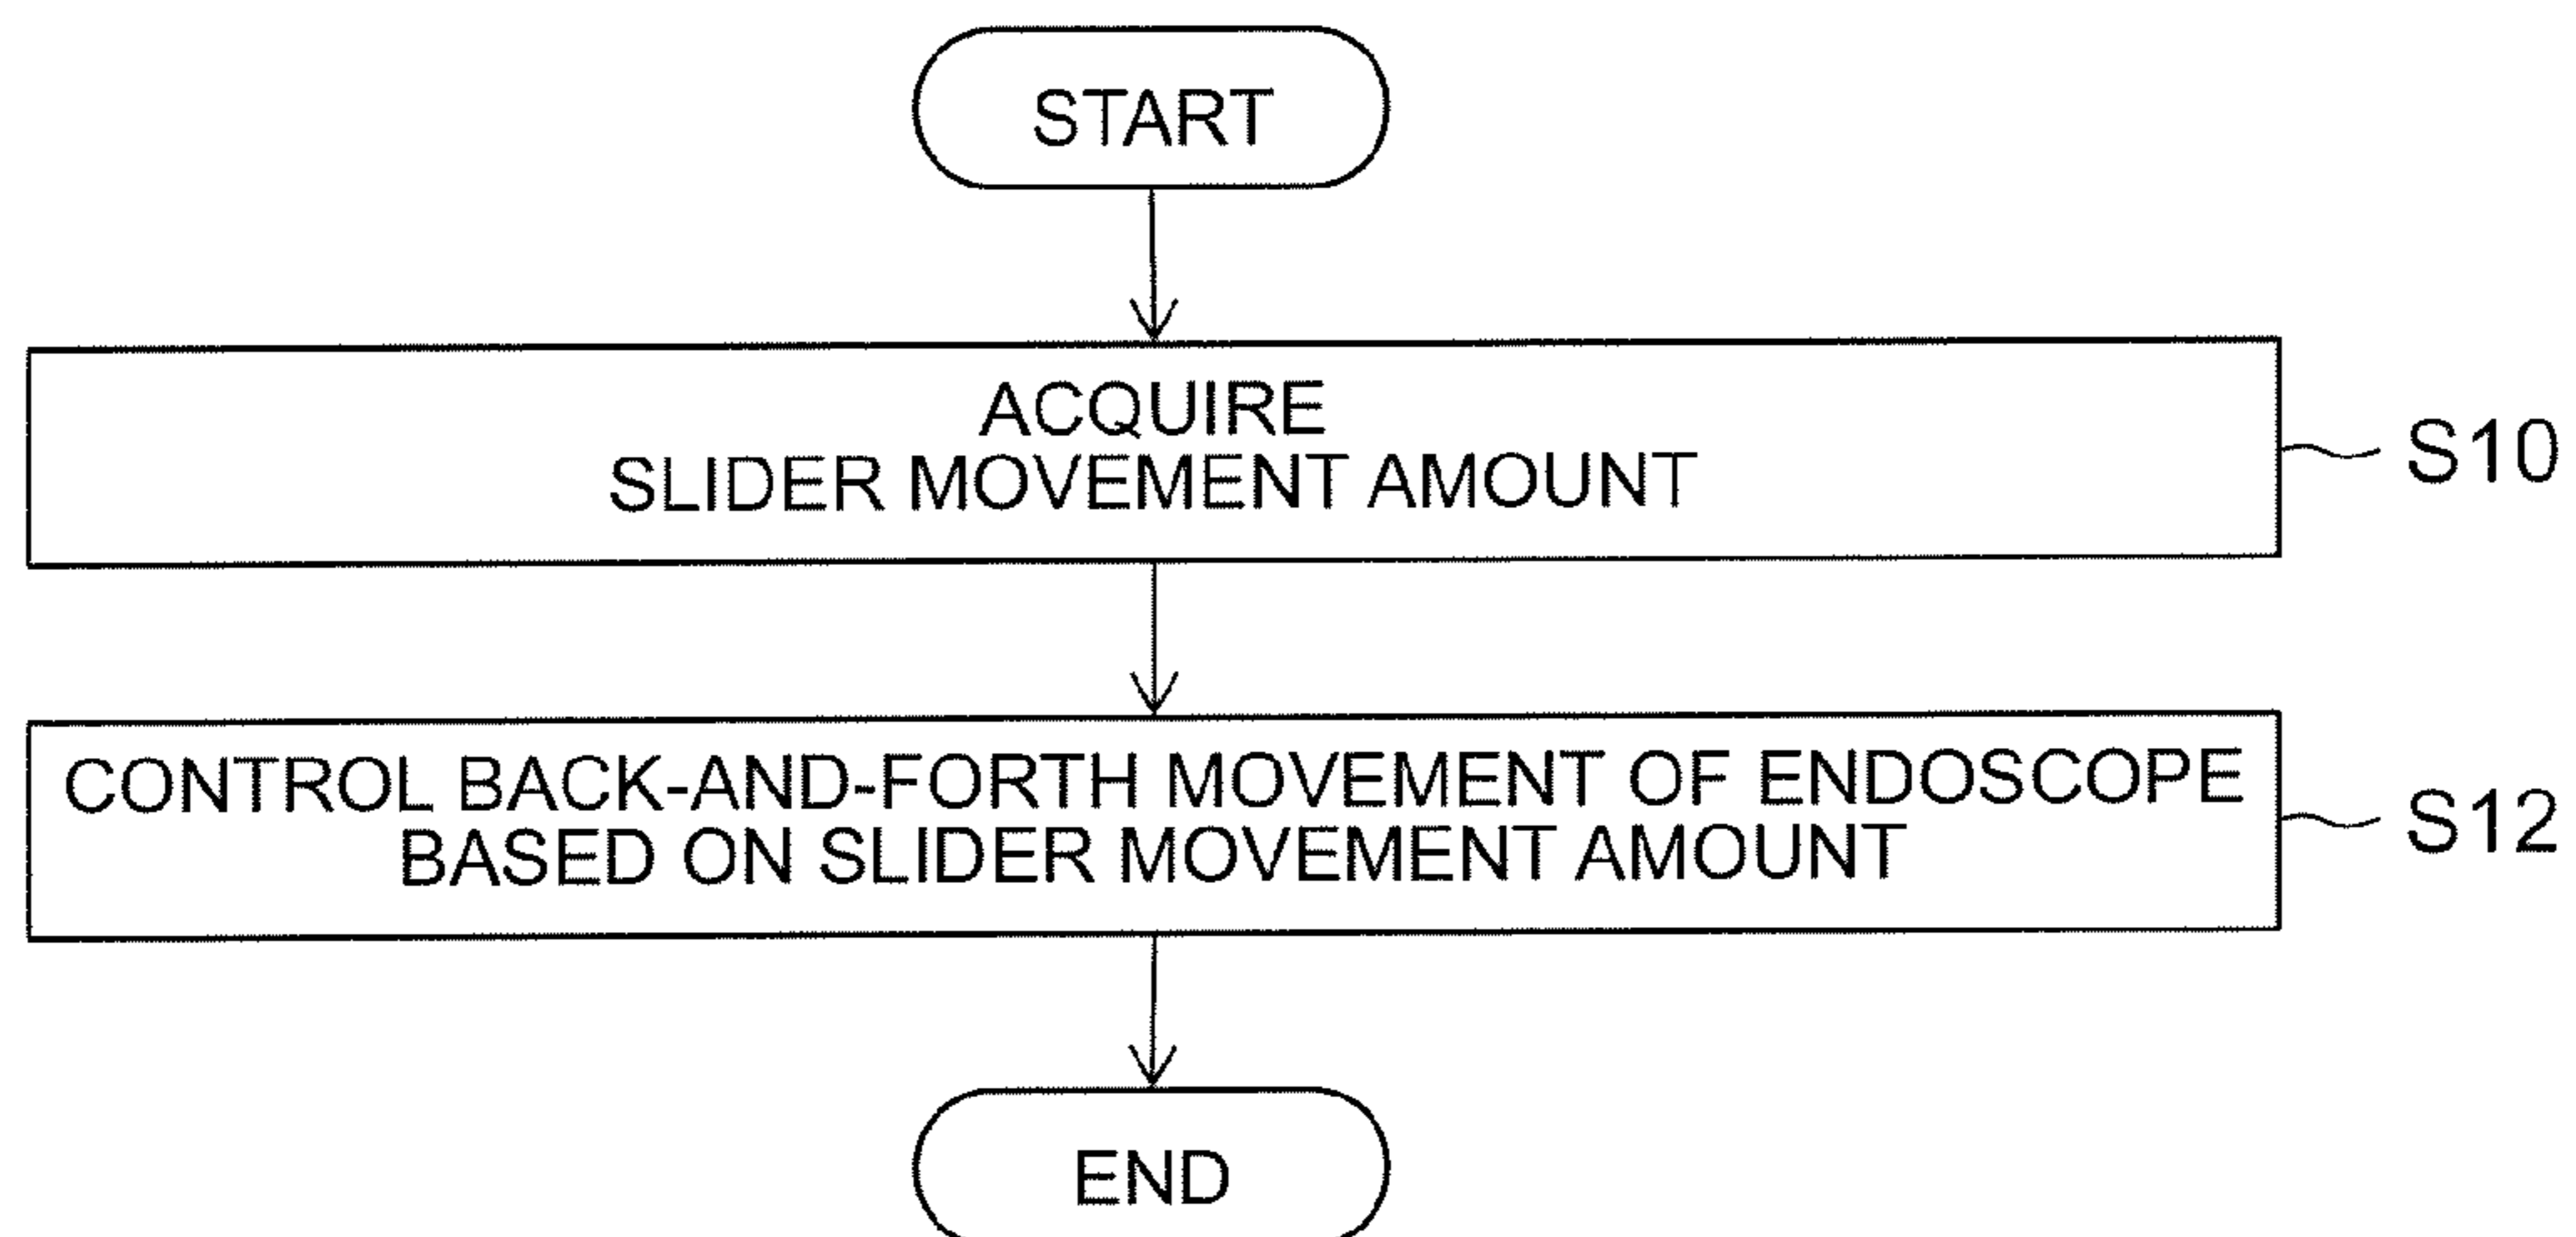 START
ACQUIRE
SLIDER MOVEMENT AMOUNT
S10
CONTROL BACK-AND-FORTH MOVEMENT OF ENDOSCOPE
BASED ON SLIDER MOVEMENT AMOUNT
S12
END